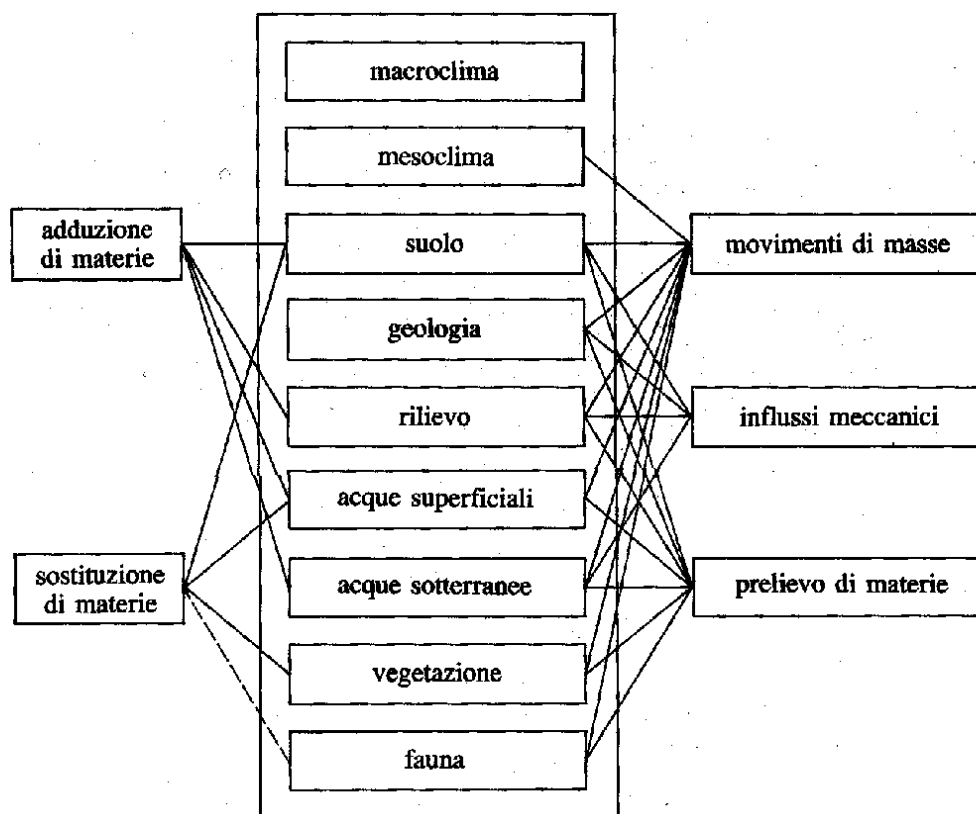 macroclima
mesoclima
adduzione
di materie
suolo
movimenti di masse
geologia
rilievo
influssi meccanici
acque superficiali
sostituzione
di materie
acque sotterranee
prelievo di materie
vegetazione
fauna